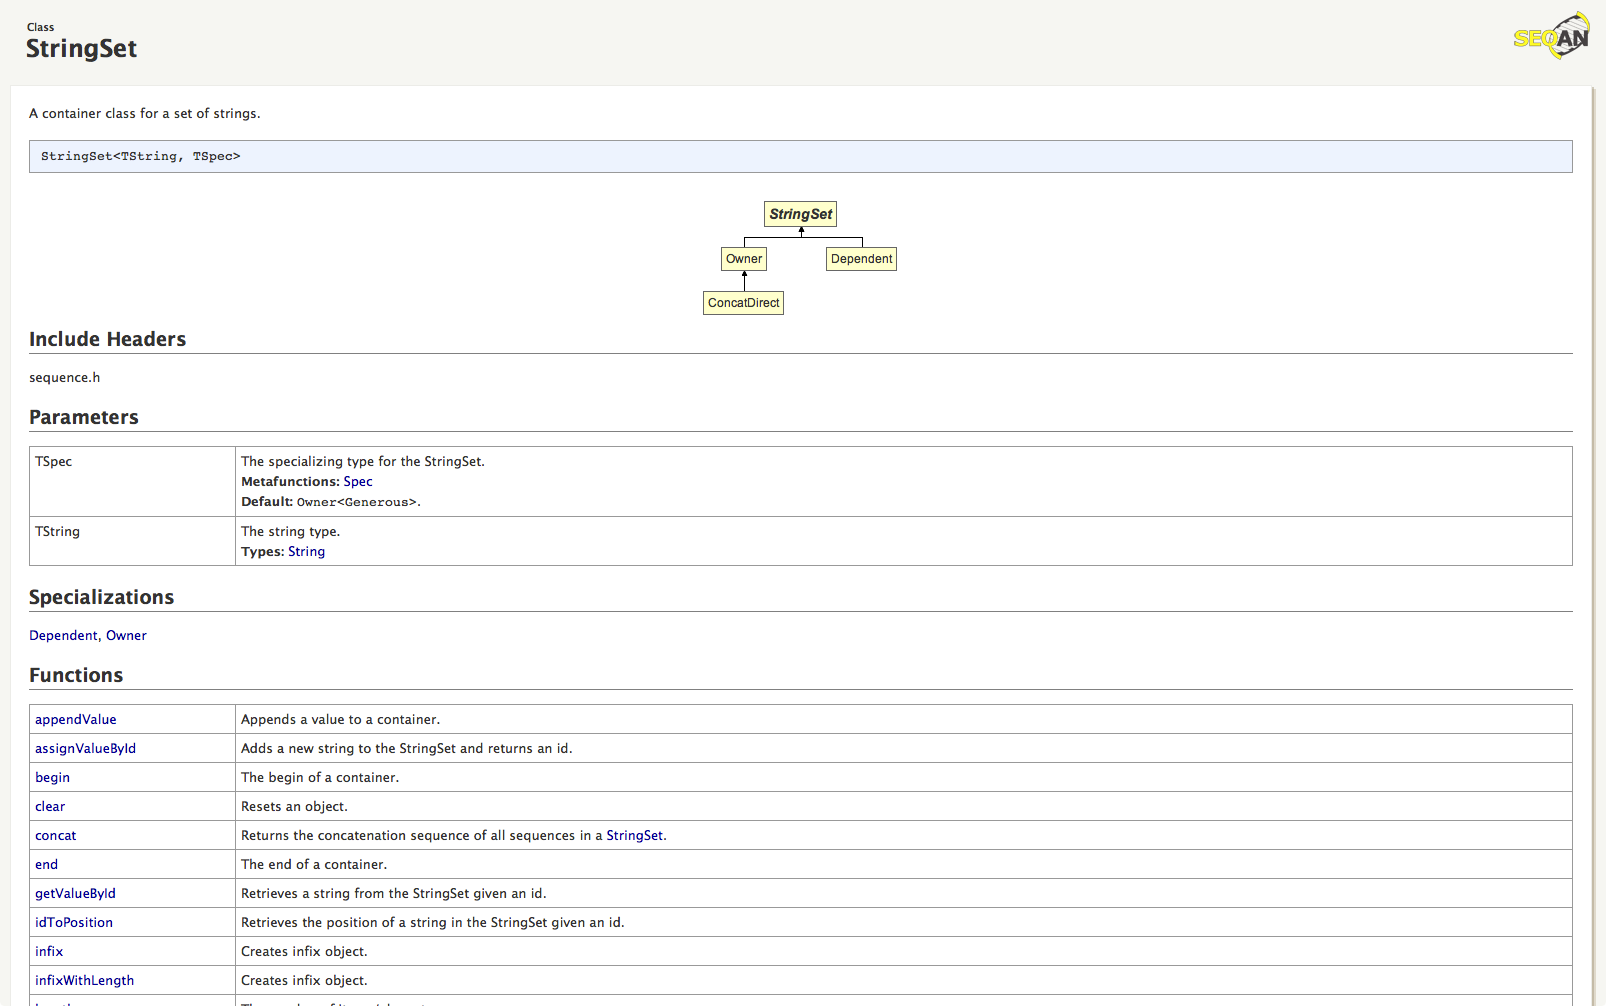 Class
StringSet
SEQAN
A container class for a set of strings.
StringSet<TString, TSpec>
StringSet
Owner Dependent
ConcatDirect
Include Headers
sequence.h
Parameters
TSpec The specializing type for the StringSet.
Metafunctions: Spec
Default: Owner<Generous>.
TString The string type.
Types: String
Specializations
Dependent, Owner
Functions
appendValue Appends a value to a container.
assignValueById Adds a new string to the StringSet and returns an id.
begin The begin of a container.
clear Resets an object.
concat Returns the concatenation sequence of all sequences in a StringSet.
end The end of a container.
getValueById Retrieves a string from the StringSet given an id.
idToPosition Retrieves the position of a string in the StringSet given an id.
infix Creates infix object.
infixWithLength Creates infix object.